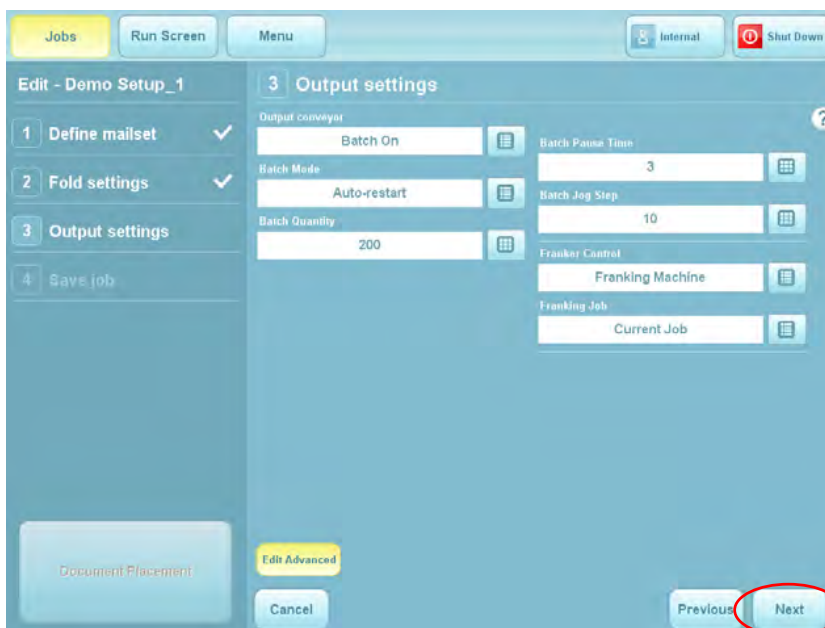 Jobs
Run Screen
Menu
Internal
Shut Down
Edit - Demo Setup_1
1 Define mailset
2 Fold settings
3 Output settings
4 Save job
Document Placement
3 Output settings
?
Output conveyor
Batch On
Batch Mode
Auto-restart
Batch Quantity
200
Batch Pause Time
3
Batch Jog Step
10
Franker Control
Franking Machine
Franking Job
Current Job
Edit Advanced
Cancel
Previous
Next